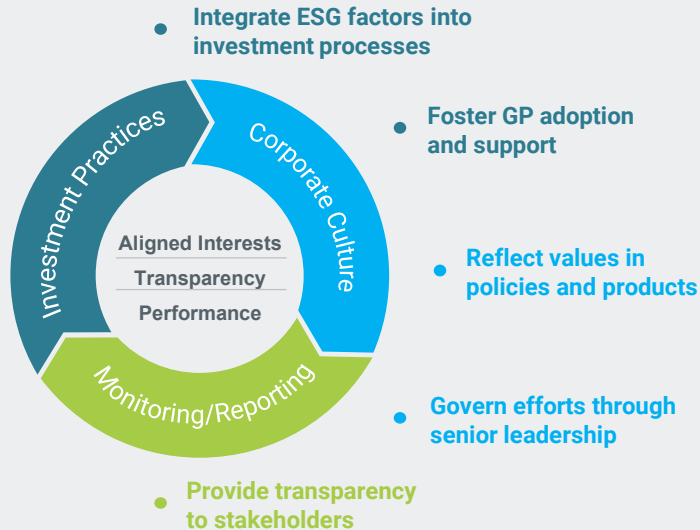 Integrate ESG factors into
investment processes
Foster GP adoption
and support
Investment Practices
Corporate Culture
Aligned Interests
Transparency
Performance
Reflect values in
policies and products
Monitoring/Reporting
Govern efforts through
senior leadership
Provide transparency
to stakeholders